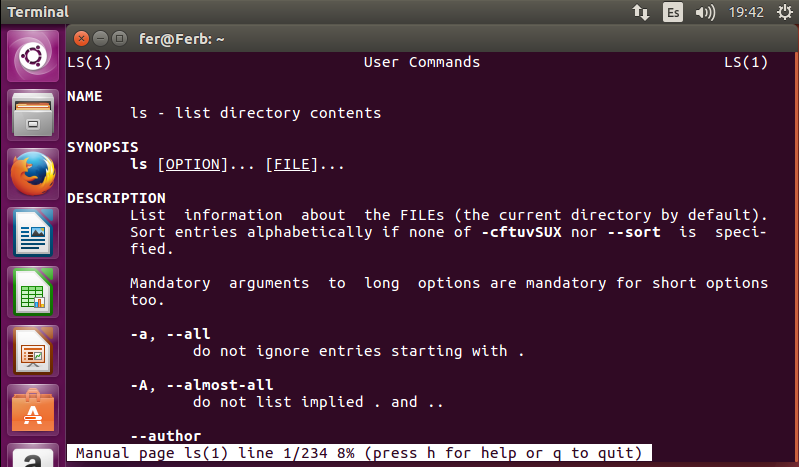 Terminal
Es
19:42
fer@Ferb: ~
LS(1) User Commands LS(1)
NAME
ls - list directory contents
SYNOPSIS
ls [OPTION]... [FILE]...
DESCRIPTION
List information about the FILEs (the current directory by default).
Sort entries alphabetically if none of -cftuvSUX nor --sort is speci-
fied.
Mandatory arguments to long options are mandatory for short options
too.
-a, --all
do not ignore entries starting with .
-A, --almost-all
do not list implied . and ..
--author
Manual page ls(1) line 1/234 8% (press h for help or q to quit)